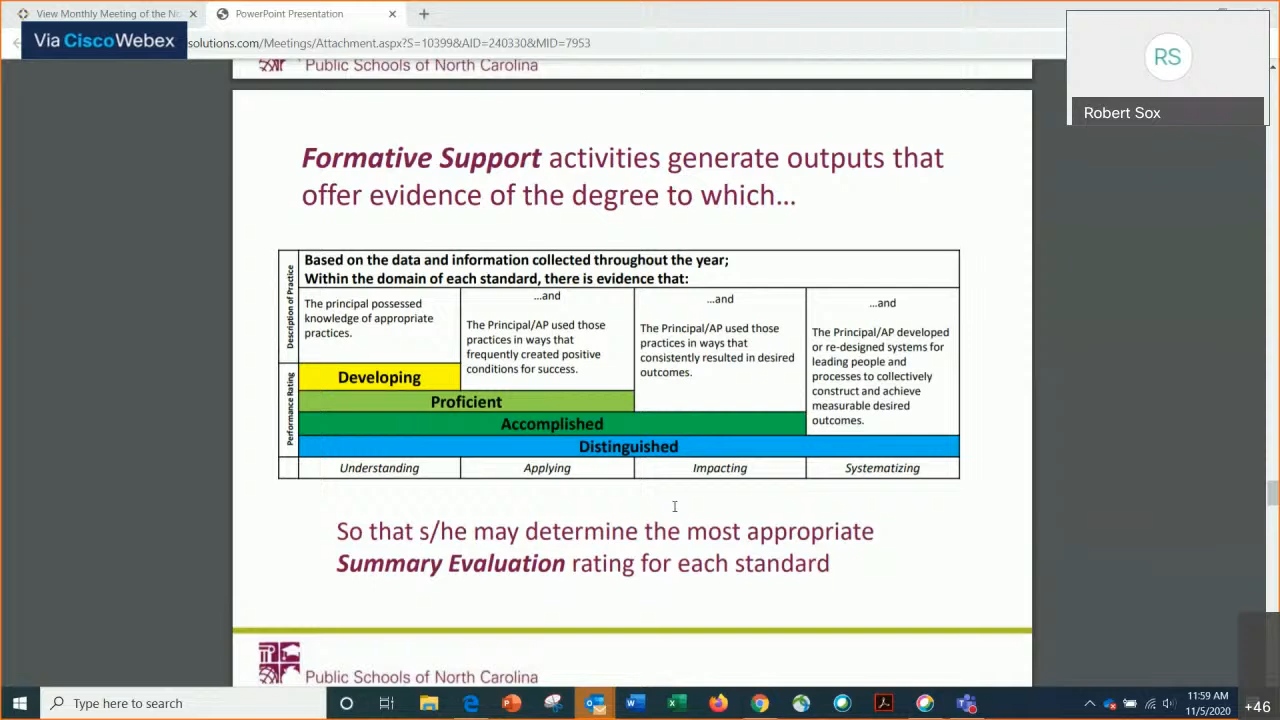 View Monthly Meeting of the No
PowerPoint Presentation
Via CiscoWebex
solutions.com/Meetings/Attachment.aspx?S=10399&AID=240330&MID=7953
RS
Robert Sox
Public Schools of North Carolina
Formative Support activities generate outputs that
offer evidence of the degree to which...
Description of Practice
Based on the data and information collected throughout the year;
Within the domain of each standard, there is evidence that:
The principal possessed
knowledge of appropriate
practices.
...and
The Principal/AP used those
practices in ways that
frequently created positive
conditions for success.
...and
The Principal/AP used those
practices in ways that
consistently resulted in desired
outcomes.
...and
The Principal/AP developed
or re-designed systems for
leading people and
processes to collectively
construct and achieve
measurable desired
outcomes.
Performance Rating
Developing
Proficient
Accomplished
Distinguished
Understanding
Applying
Impacting
Systematizing
So that s/he may determine the most appropriate
Summary Evaluation rating for each standard
Public Schools of North Carolina
Type here to search
11:59 AM
11/5/2020
+46